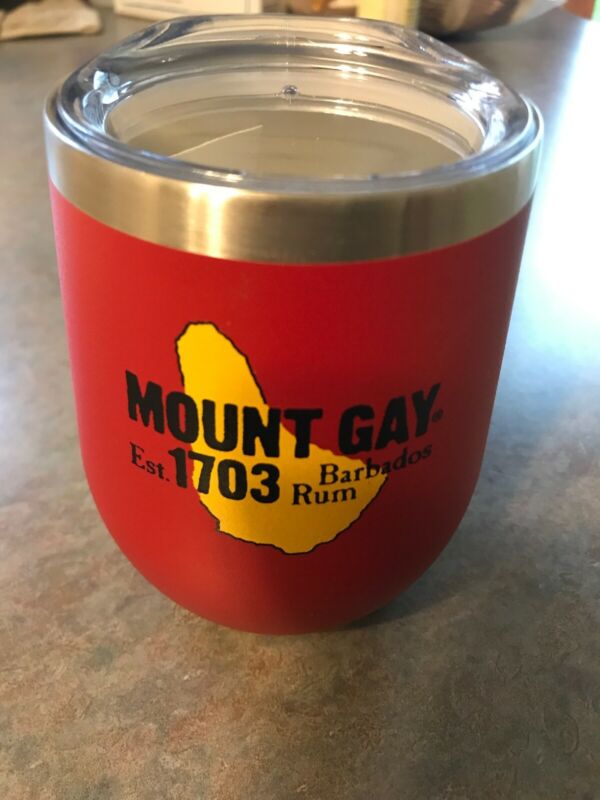 MOUNT GAY®
Est. 1703 Barbados
Rum